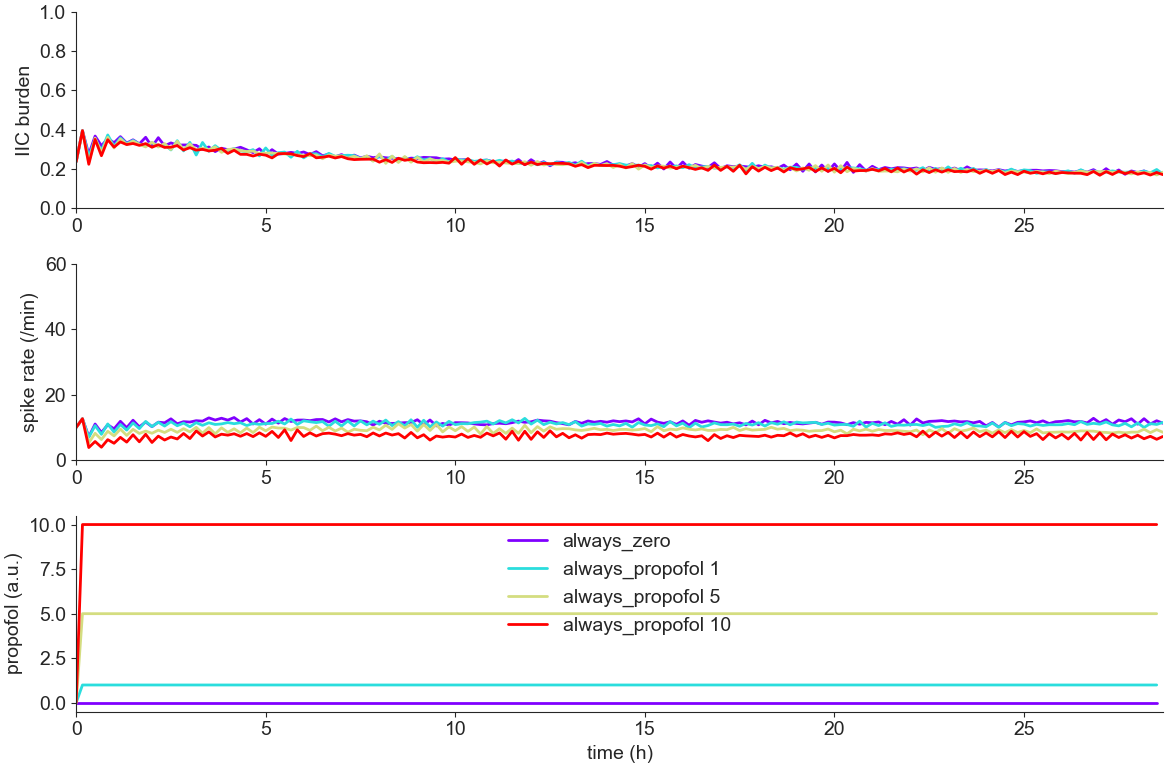 IIC burden
1.0
0.8
0.6
0.4
0.2
0.0
0 5 10 15 20 25
spike rate (/min)
60
40
20
0
0 5 10 15 20 25
propofol (a.u.)
10.0
7.5
5.0
2.5
0.0
always_zero
always_propofol 1
always_propofol 5
always_propofol 10
0 5 10 15 20 25
time (h)